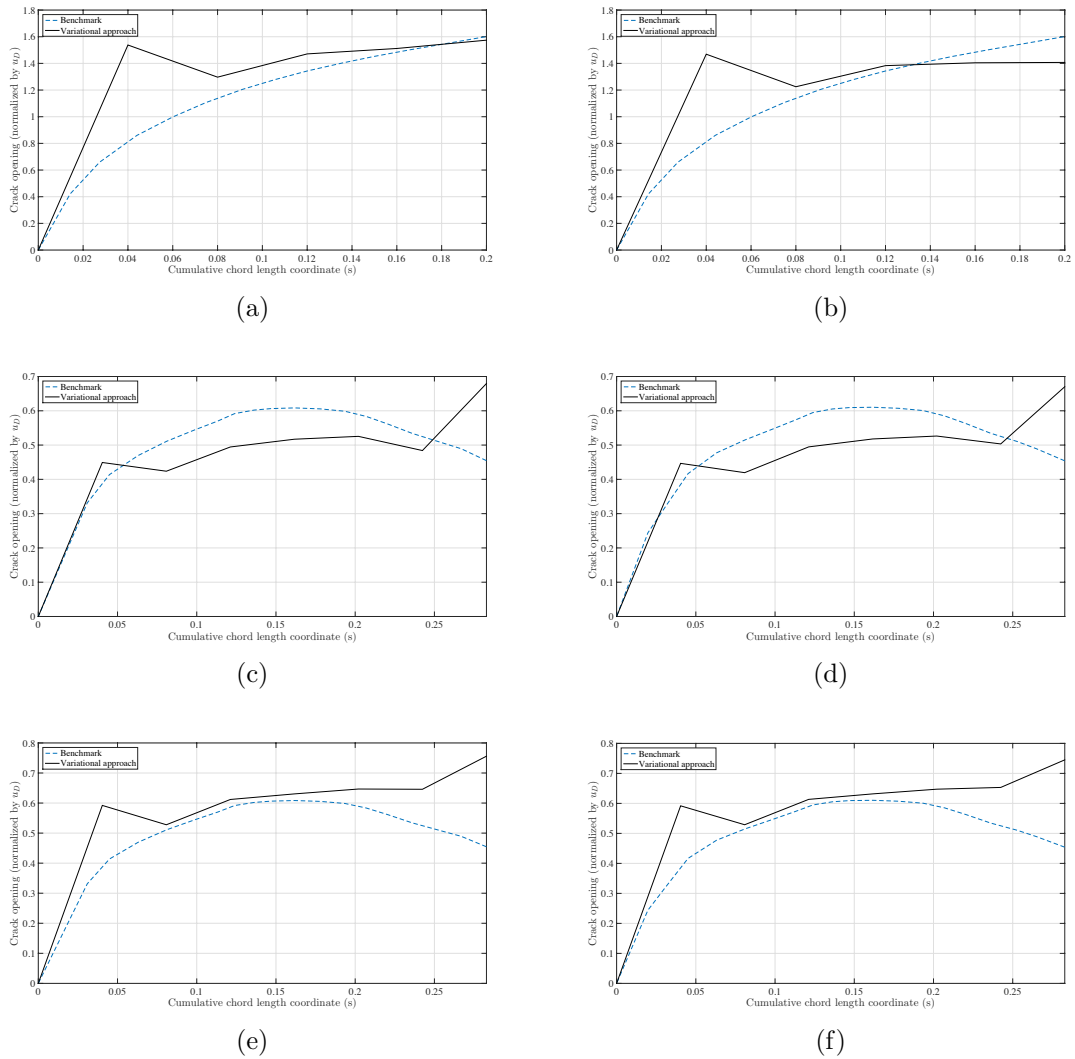 Benchmark
Variational approach
Crack opening (normalized by u_D)
1.8
1.6
1.4
1.2
1
0.8
0.6
0.4
0.2
0
0 0.02 0.04 0.06 0.08 0.1 0.12 0.14 0.16 0.18 0.2
Cumulative chord length coordinate (s)
(a)
Benchmark
Variational approach
Crack opening (normalized by u_D)
1.8
1.6
1.4
1.2
1
0.8
0.6
0.4
0.2
0
0 0.02 0.04 0.06 0.08 0.1 0.12 0.14 0.16 0.18 0.2
Cumulative chord length coordinate (s)
(b)
Benchmark
Variational approach
Crack opening (normalized by u_D)
0.7
0.6
0.5
0.4
0.3
0.2
0.1
0
0 0.05 0.1 0.15 0.2 0.25
Cumulative chord length coordinate (s)
(c)
Benchmark
Variational approach
Crack opening (normalized by u_D)
0.7
0.6
0.5
0.4
0.3
0.2
0.1
0
0 0.05 0.1 0.15 0.2 0.25
Cumulative chord length coordinate (s)
(d)
Benchmark
Variational approach
Crack opening (normalized by u_D)
0.8
0.7
0.6
0.5
0.4
0.3
0.2
0.1
0
0 0.05 0.1 0.15 0.2 0.25
Cumulative chord length coordinate (s)
(e)
Benchmark
Variational approach
Crack opening (normalized by u_D)
0.8
0.7
0.6
0.5
0.4
0.3
0.2
0.1
0
0 0.05 0.1 0.15 0.2 0.25
Cumulative chord length coordinate (s)
(f)